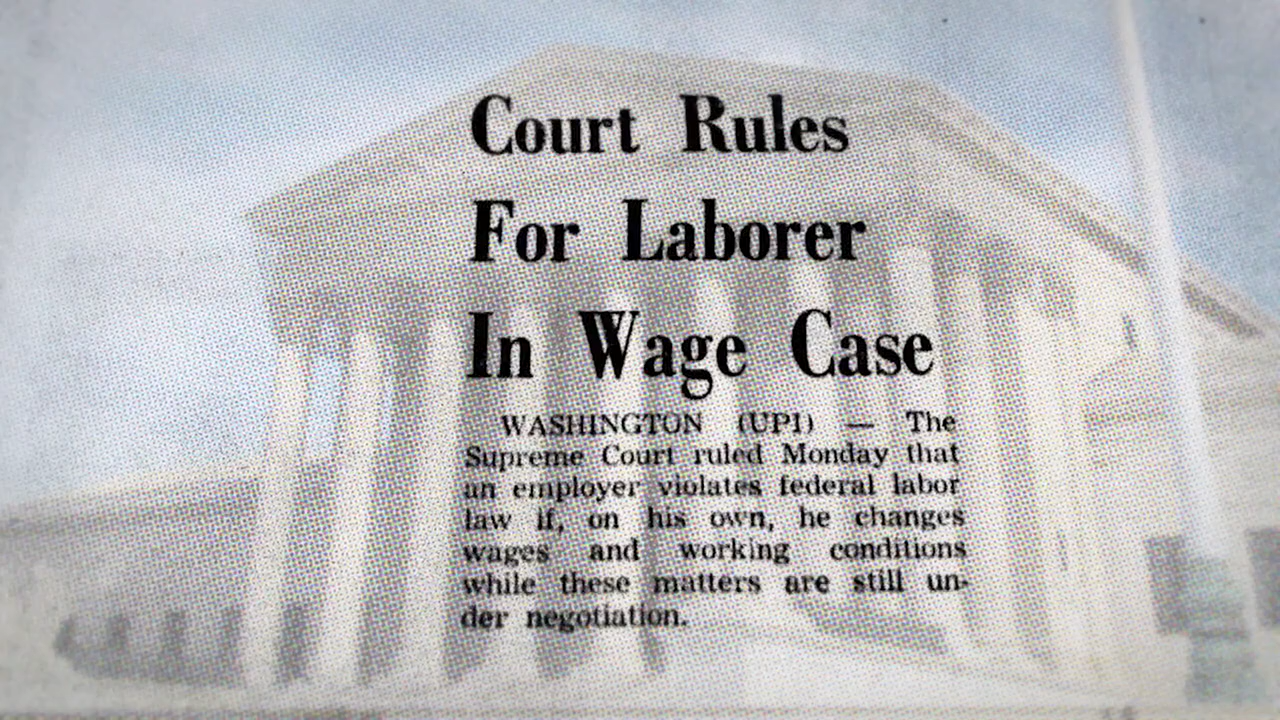 Court Rules
For Laborer
In Wage Case
WASHINGTON (UPI) — The
Supreme Court ruled Monday that
an employer violates federal labor
law if, on his own, he changes
wages and working conditions
while these matters are still un-
der negotiation.